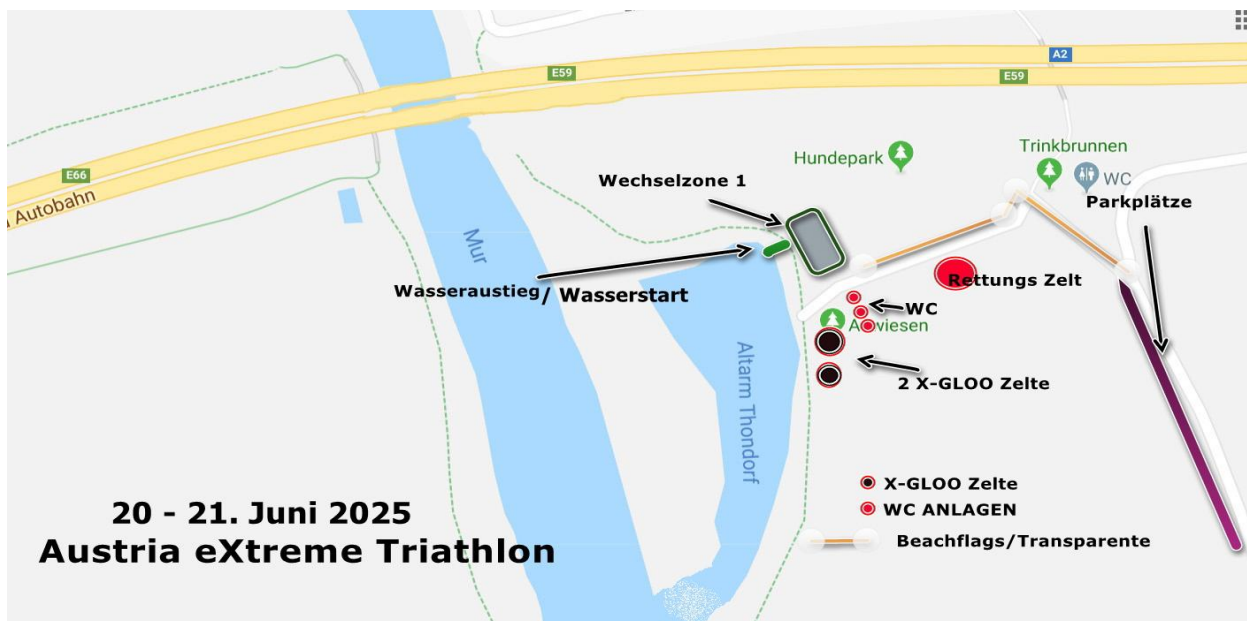 E59
A2
E59
E66
Autobahn
Hundepark
Trinkbrunnen
WC
Parkplätze
Wechselzone 1
Mur
Wasseraustieg/ Wasserstart
Rettungs Zelt
WC
2 X-GLOO Zelte
Altarm Thondorf
X-GLOO Zelte
WC ANLAGEN
Beachflags/Transparente
20 - 21. Juni 2025
Austria eXtreme Triathlon